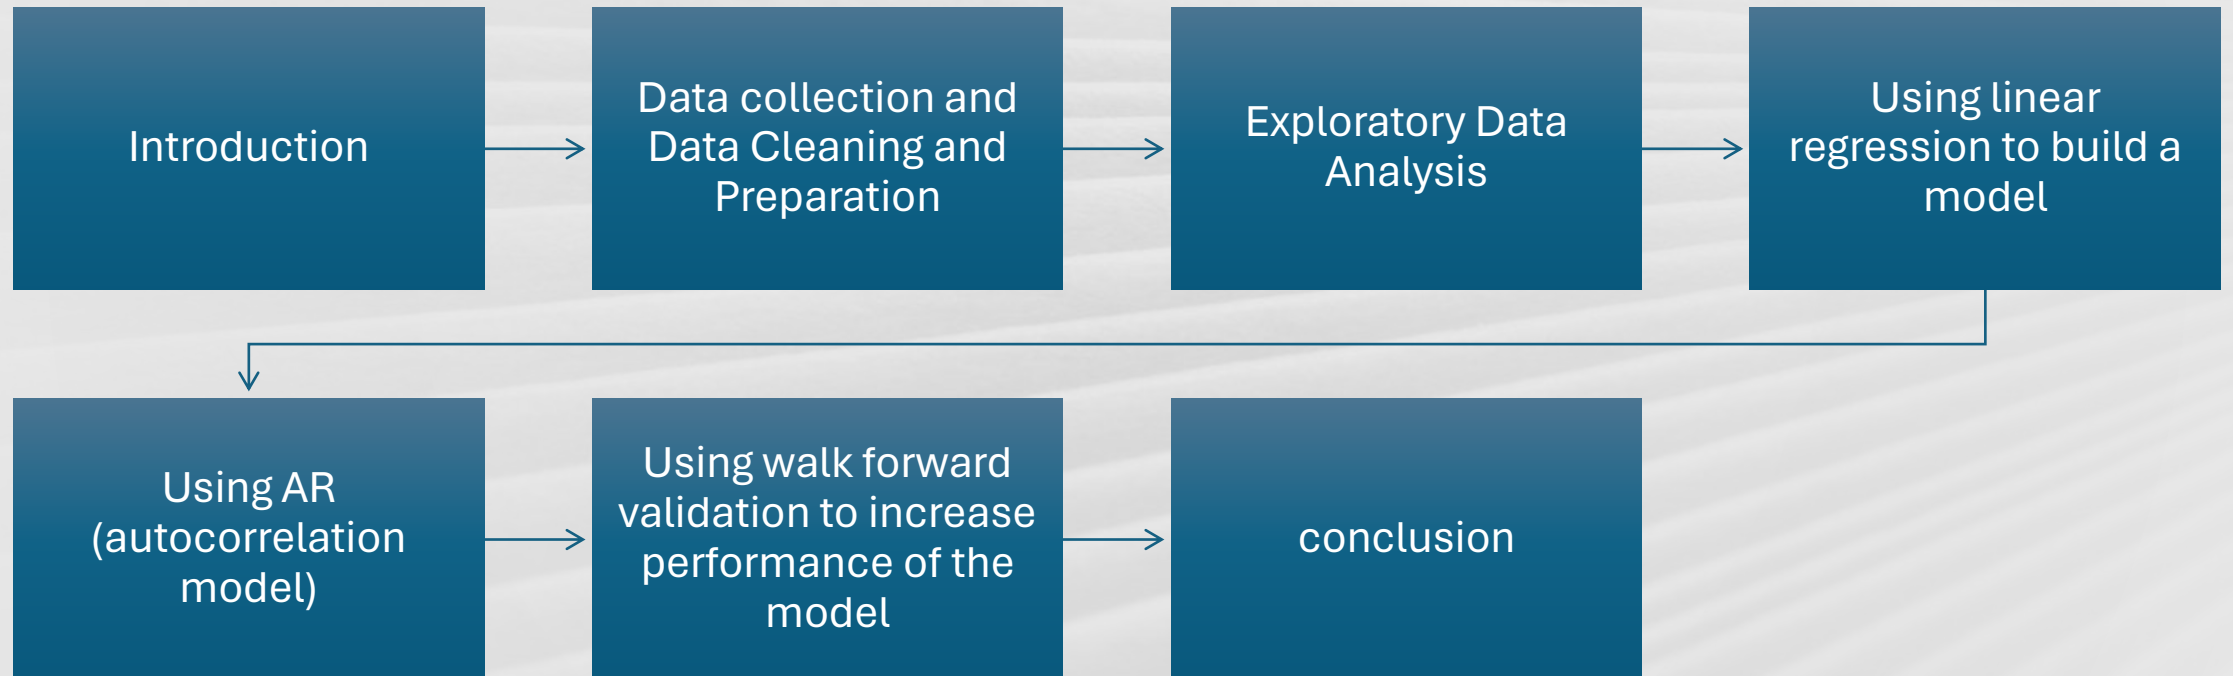 Introduction
Data collection and
Data Cleaning and
Preparation
Exploratory Data
Analysis
Using linear
regression to build a
model
Using AR
(autocorrelation
model)
Using walk forward
validation to increase
performance of the
model
conclusion